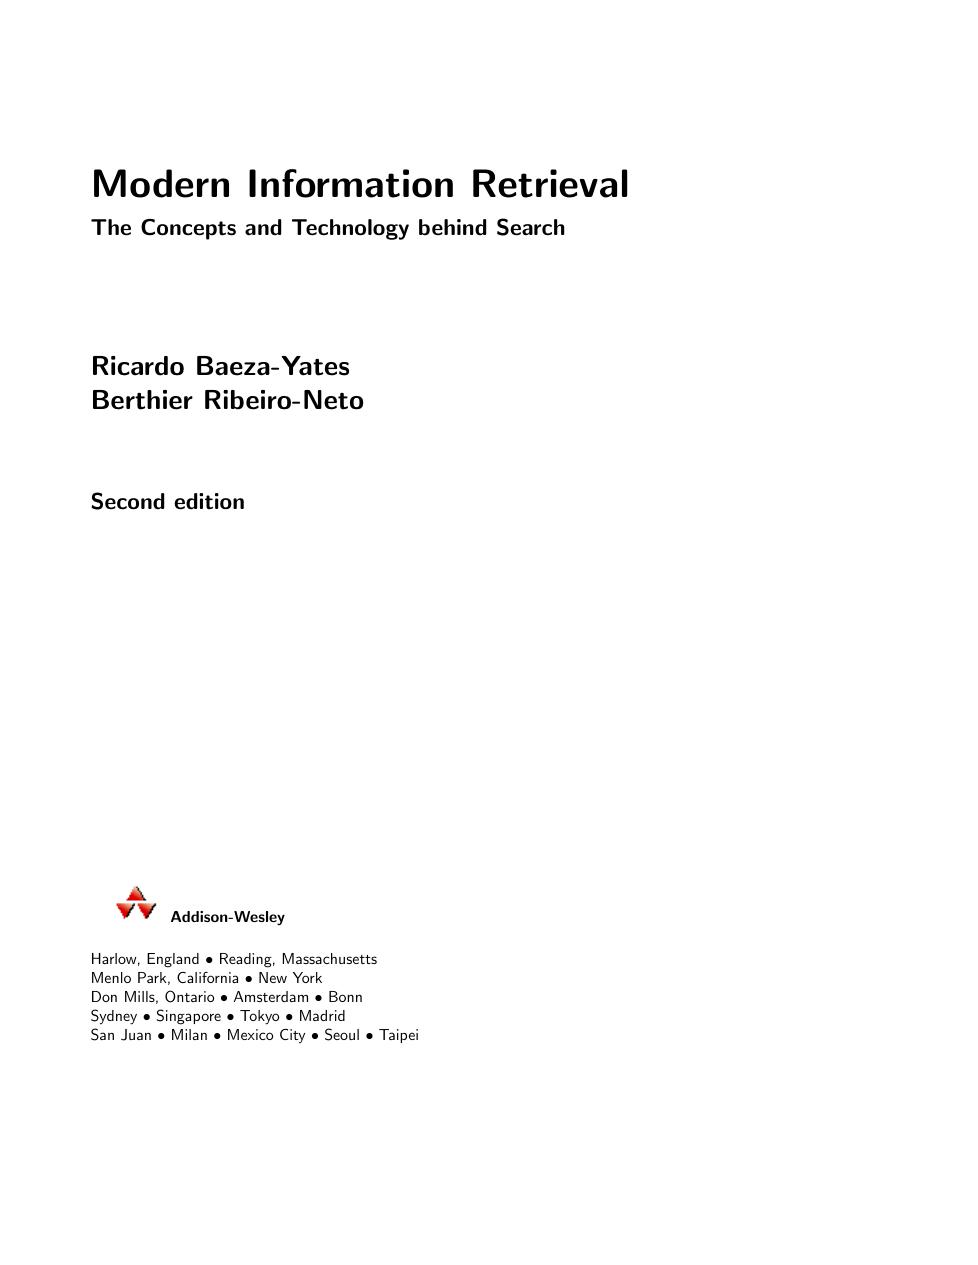 Modern Information Retrieval
The Concepts and Technology behind Search
Ricardo Baeza-Yates
Berthier Ribeiro-Neto
Second edition
Addison-Wesley
Harlow, England • Reading, Massachusetts
Menlo Park, California • New York
Don Mills, Ontario • Amsterdam • Bonn
Sydney • Singapore • Tokyo • Madrid
San Juan • Milan • Mexico City • Seoul • Taipei